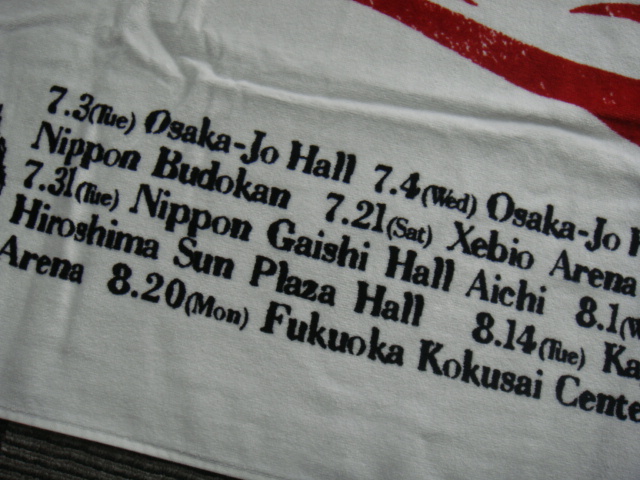 7.3(Tue) Osaka-Jo Hall 7.4(Wed) Osaka-Jo
Nippon Budokan 7.21(Sat) Xebio Arena
7.31(Tue) Nippon Gaishi Hall Aichi 8.1
Hiroshima Sun Plaza Hall 8.14(Tue)
Arena 8.20(Mon) Fukuoka Kokusai Cente